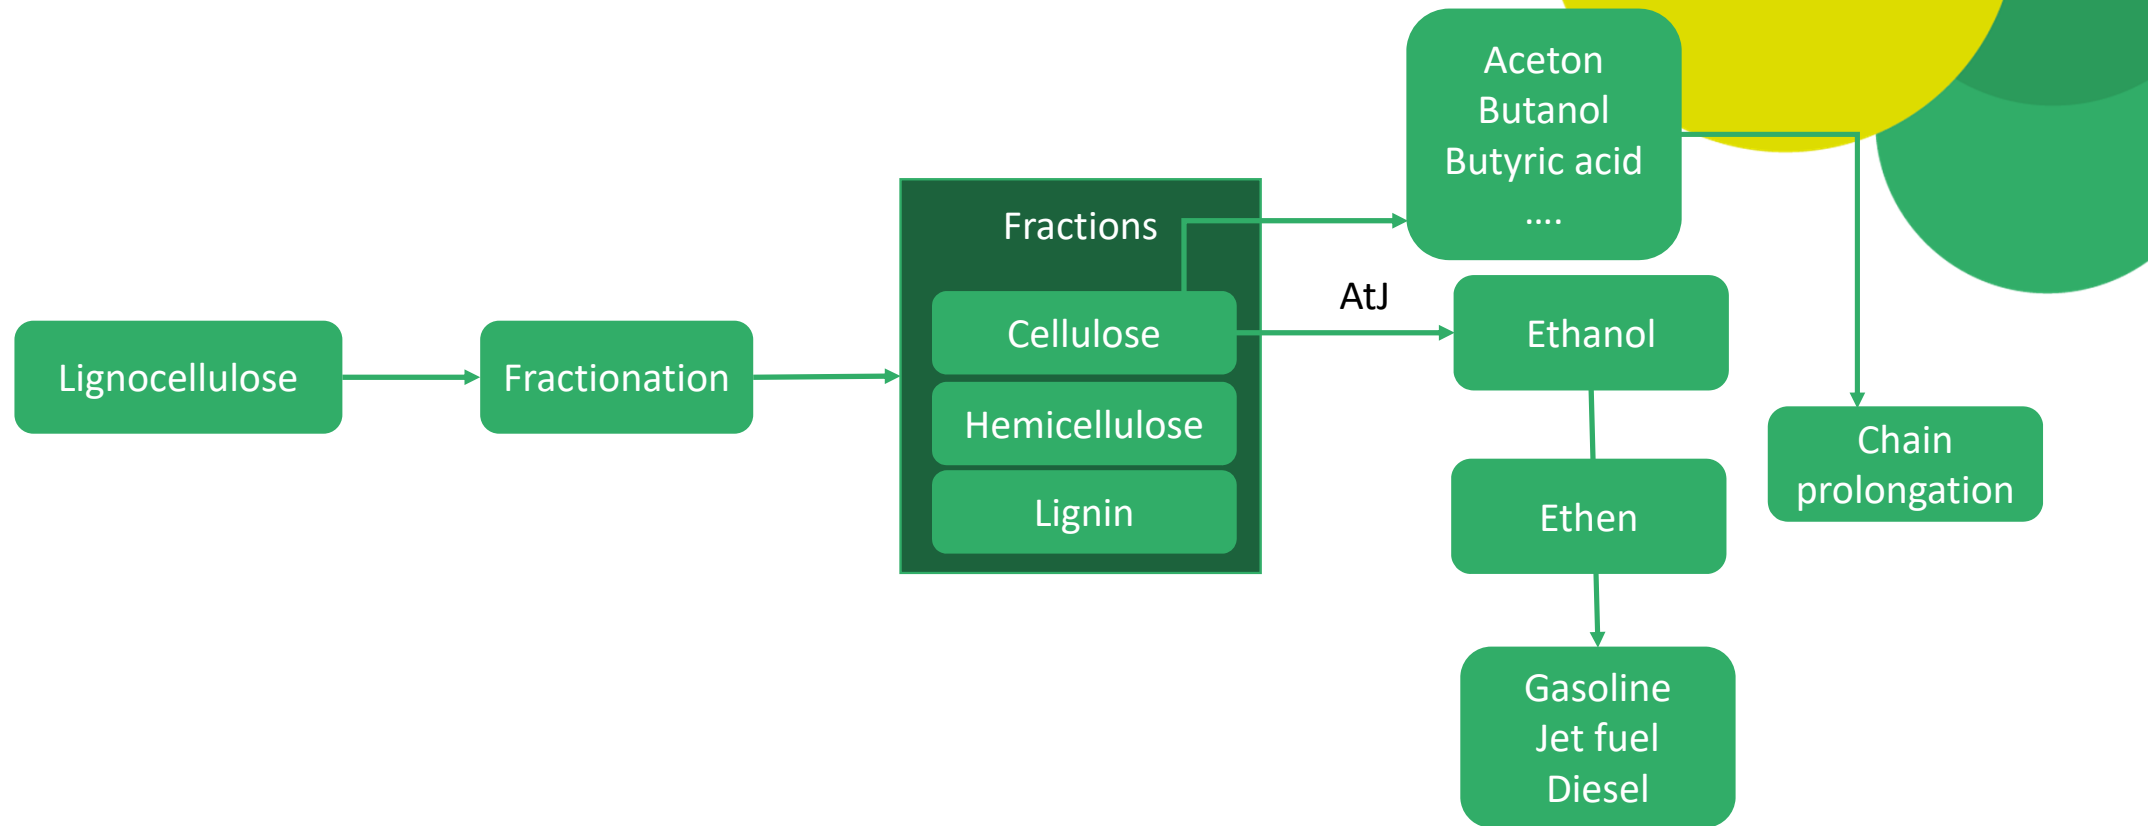 Lignocellulose
Fractionation
Fractions
Cellulose
Hemicellulose
Lignin
Aceton
Butanol
Butyric acid
....
AtJ
Ethanol
Ethen
Gasoline
Jet fuel
Diesel
Chain
prolongation